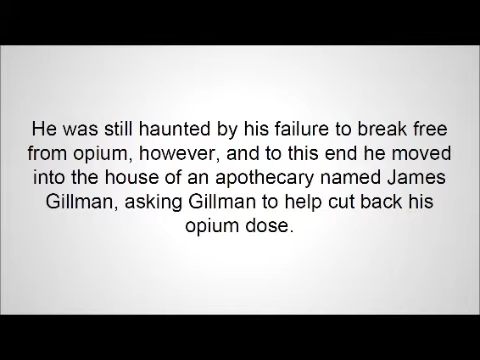 He was still haunted by his failure to break free
from opium, however, and to this end he moved
into the house of an apothecary named James
Gillman, asking Gillman to help cut back his
opium dose.